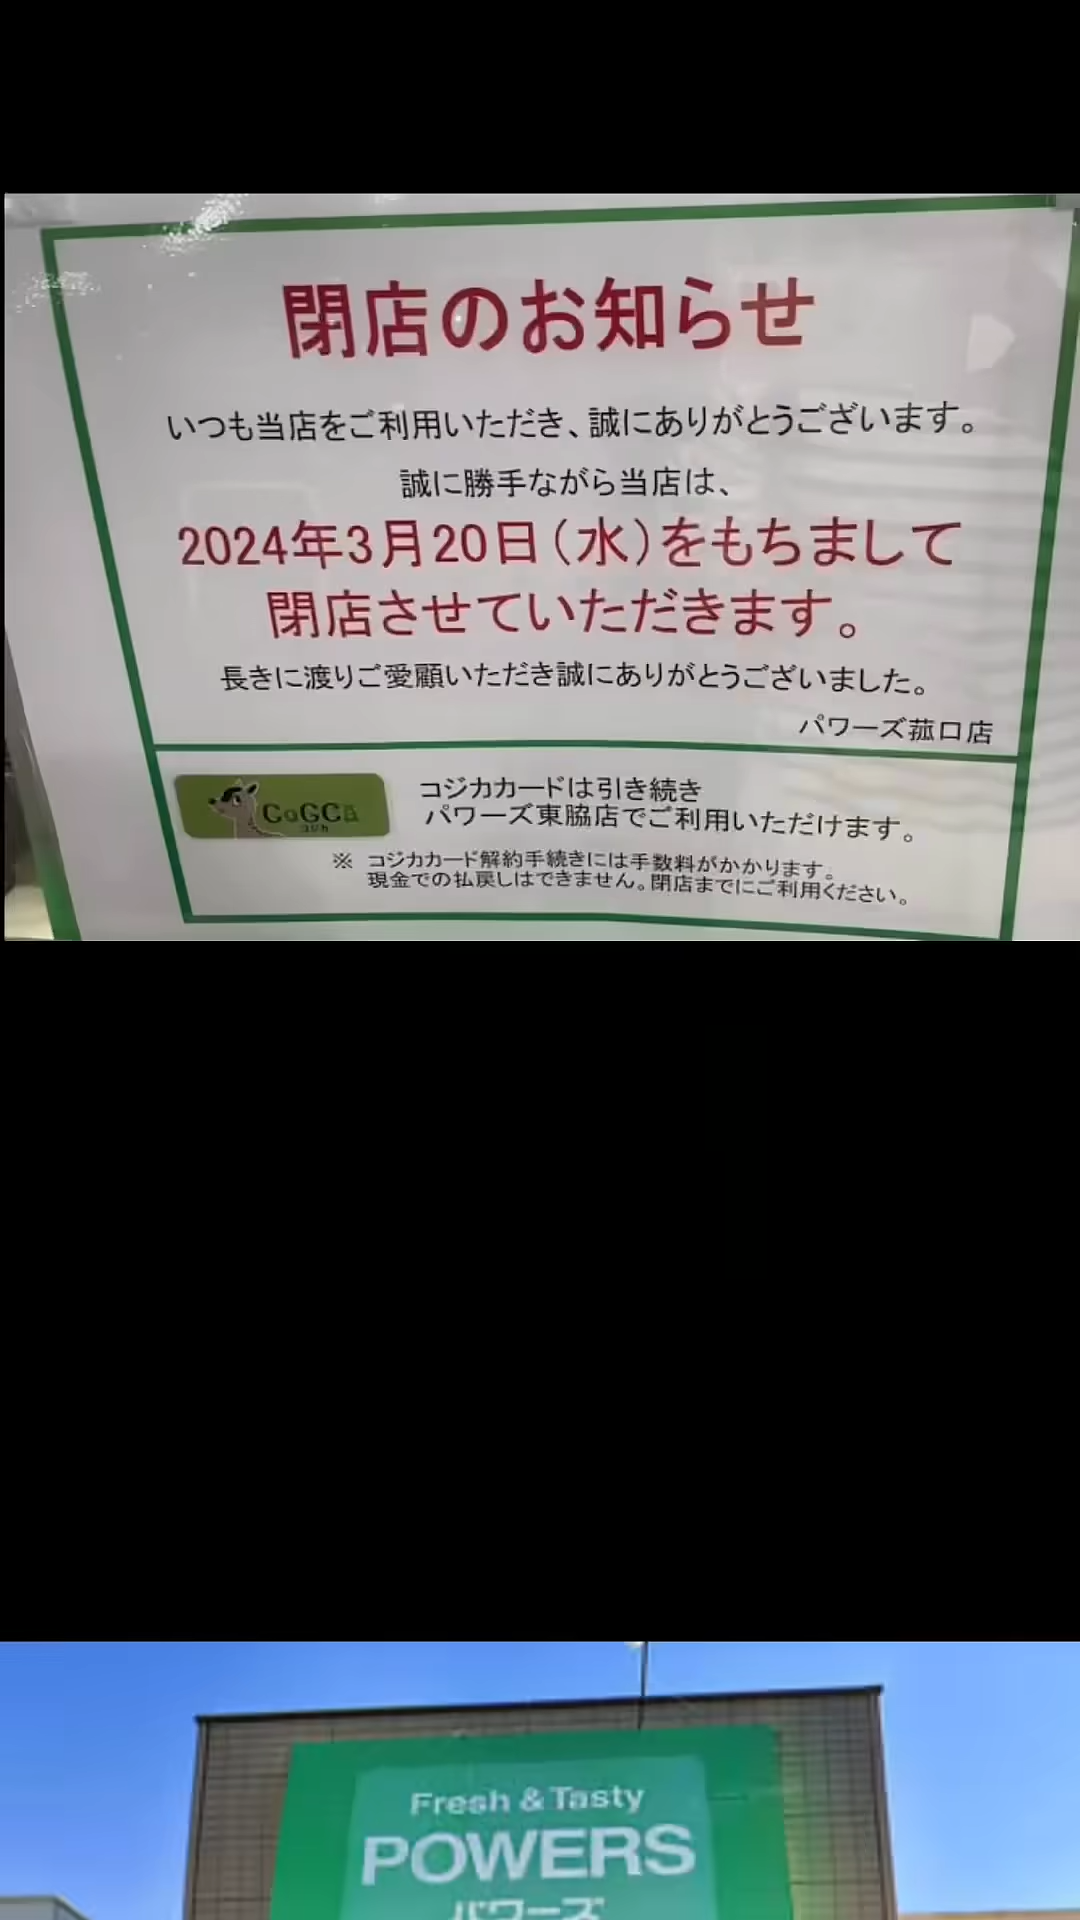 閉店のお知らせ
いつも当店をご利用いただき、誠にありがとうございます。
誠に勝手ながら当店は、
2024年3月20日（水）をもちまして
閉店させていただきます。
長きに渡りご愛顧いただき誠にありがとうございました。
パワーズ菰口店
CoGCa
コジカ
コジカカードは引き続き
パワーズ東脇店でご利用いただけます。
※ コジカカード解約手続きには手数料がかかります。
現金での払戻しはできません。閉店までにご利用ください。
Fresh & Tasty
POWERS
パワーズ